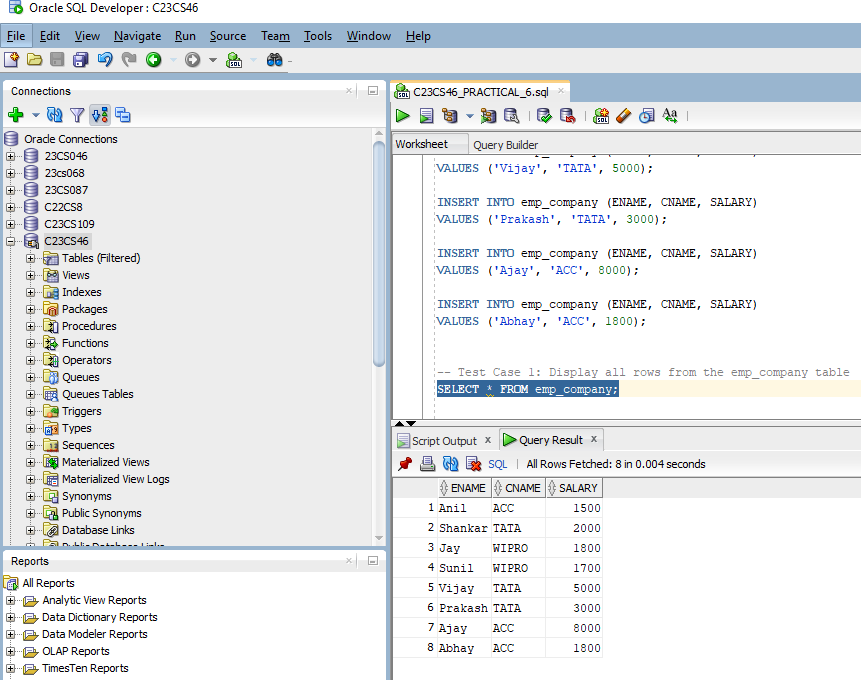 Oracle SQL Developer : C23CS46
File Edit View Navigate Run Source Team Tools Window Help
Connections
Oracle Connections
23CS046
23cs068
23CS087
C22CS8
C23CS109
C23CS46
Tables (Filtered)
Views
Indexes
Packages
Procedures
Functions
Operators
Queues
Queues Tables
Triggers
Types
Sequences
Materialized Views
Materialized View Logs
Synonyms
Public Synonyms
Database Links
Public Database Links
Reports
All Reports
Analytic View Reports
Data Dictionary Reports
Data Modeler Reports
OLAP Reports
TimesTen Reports
C23CS46_PRACTICAL_6.sql
Worksheet Query Builder
VALUES ('Vijay', 'TATA', 5000);
INSERT INTO emp_company (ENAME, CNAME, SALARY)
VALUES ('Prakash', 'TATA', 3000);
INSERT INTO emp_company (ENAME, CNAME, SALARY)
VALUES ('Ajay', 'ACC', 8000);
INSERT INTO emp_company (ENAME, CNAME, SALARY)
VALUES ('Abhay', 'ACC', 1800);
-- Test Case 1: Display all rows from the emp_company table
SELECT * FROM emp_company;
Script Output x Query Result x
SQL | All Rows Fetched: 8 in 0.004 seconds
ENAME CNAME SALARY
1 Anil ACC 1500
2 Shankar TATA 2000
3 Jay WIPRO 1800
4 Sunil WIPRO 1700
5 Vijay TATA 5000
6 Prakash TATA 3000
7 Ajay ACC 8000
8 Abhay ACC 1800